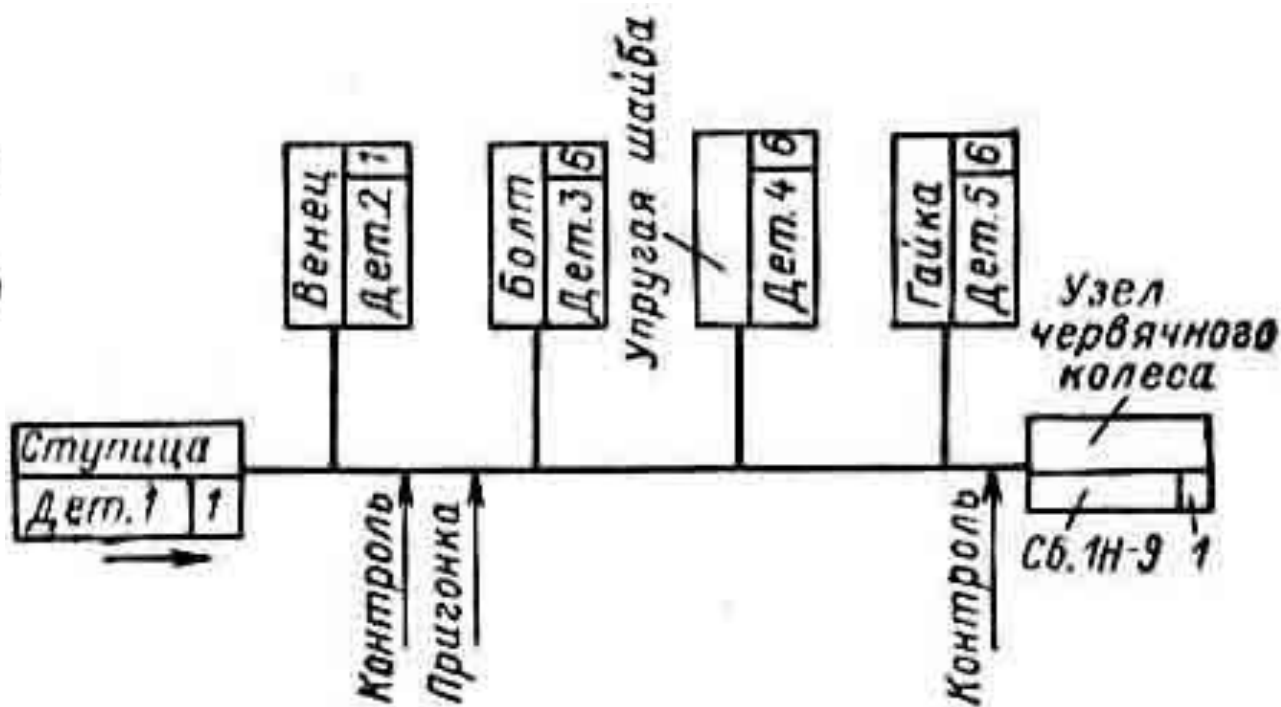 Ступица
Дет.1 1
Венец
Дет.2 1
Контроль
Пригонка
Болт
Дет.3 6
Упругая шайба
Дет.4 6
Гайка
Дет.5 6
Контроль
Узел
червячного
колеса
Сб.1Н-9 1